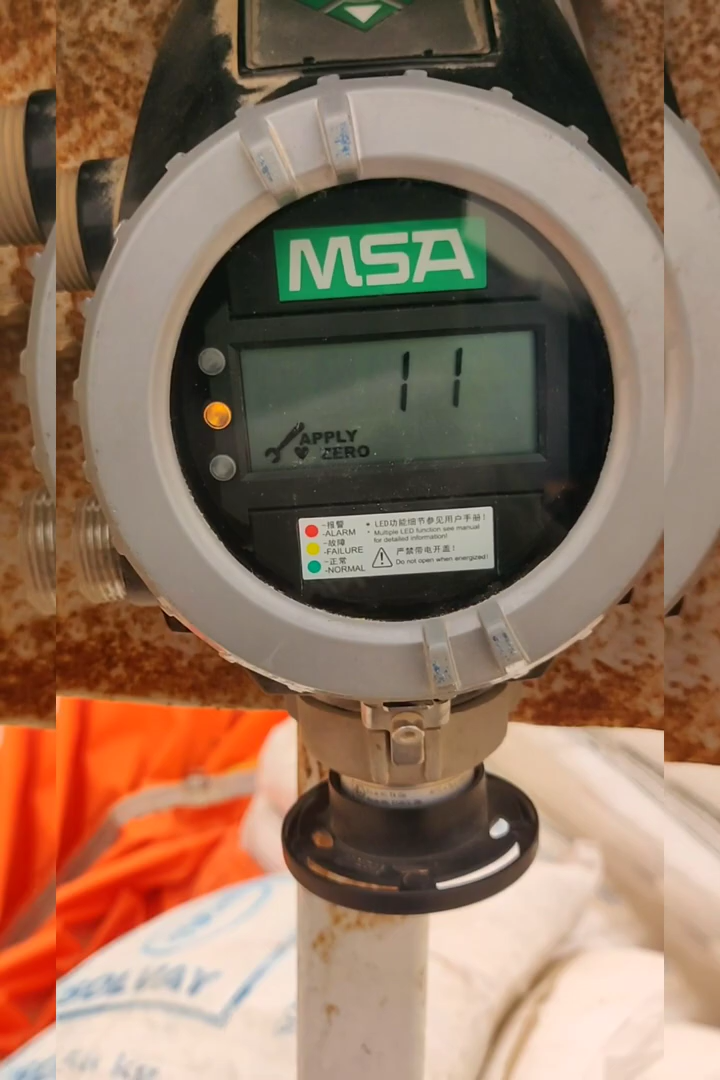 MSA
11
APPLY
ZERO
-报警
-ALARM
-故障
-FAILURE
-正常
-NORMAL
• LED功能细节参见用户手册!
* Multiple LED function see manual
for detailed information!
严禁带电开盖!
Do not open when energized!
SOLVAY